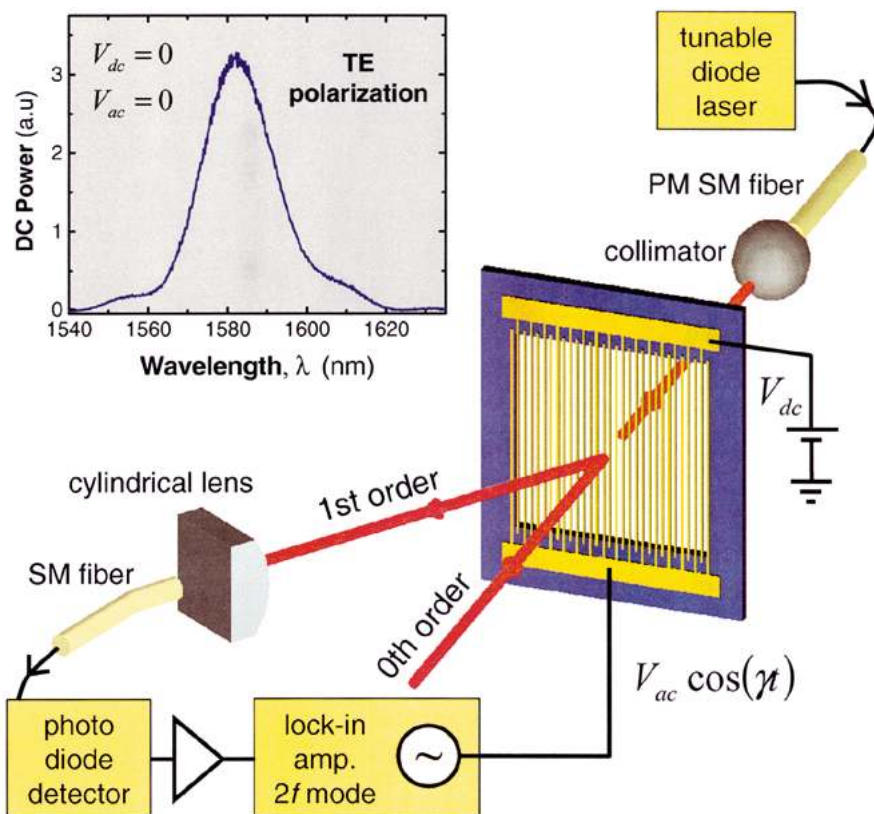 V_dc = 0
V_ac = 0
TE
polarization
DC Power (a.u)
3
2
1
0
1540
1560
1580
1600
1620
Wavelength, λ (nm)
tunable
diode
laser
PM SM fiber
collimator
V_dc
cylindrical lens
1st order
SM fiber
0th order
V_ac cos(γt)
photo
diode
detector
lock-in
amp.
2f mode
~